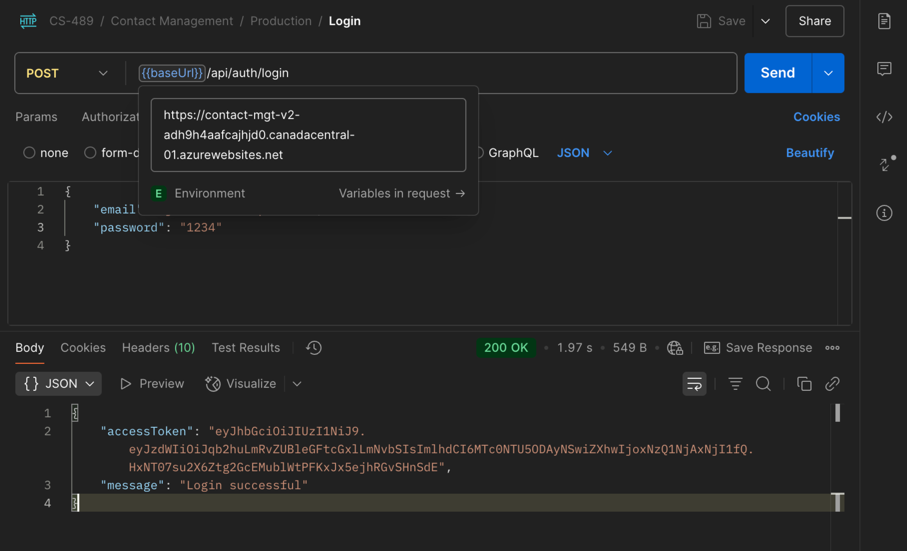 HTTP CS-489 / Contact Management / Production / Login Save Share
POST {{baseUrl}}/api/auth/login Send
Params Cookies
https://contact-mgt-v2-
adh9h4aafcajhjd0.canadacentral-
01.azurewebsites.net
none GraphQL JSON Beautify
E Environment Variables in request →
1 {
2 "email"
3 "password": "1234"
4 }
Body Cookies Headers (10) Test Results 200 OK • 1.97 s • 549 B • Save Response
{} JSON Preview Visualize
1 {
2 "accessToken": "eyJhbGciOiJIUzI1NiJ9.
eyJzdWIiOiJqb2huLmRvZUBleGFtcGxlLmNvbSIsImlhdCI6MTc0NTU5ODAyNSwiZXhwIjoxNzQ1NjAxNjI1fQ.
HxNT07su2X6Ztg2GcEMublWtPFKxJx5ejhRGvSHnSdE",
3 "message": "Login successful"
4 }